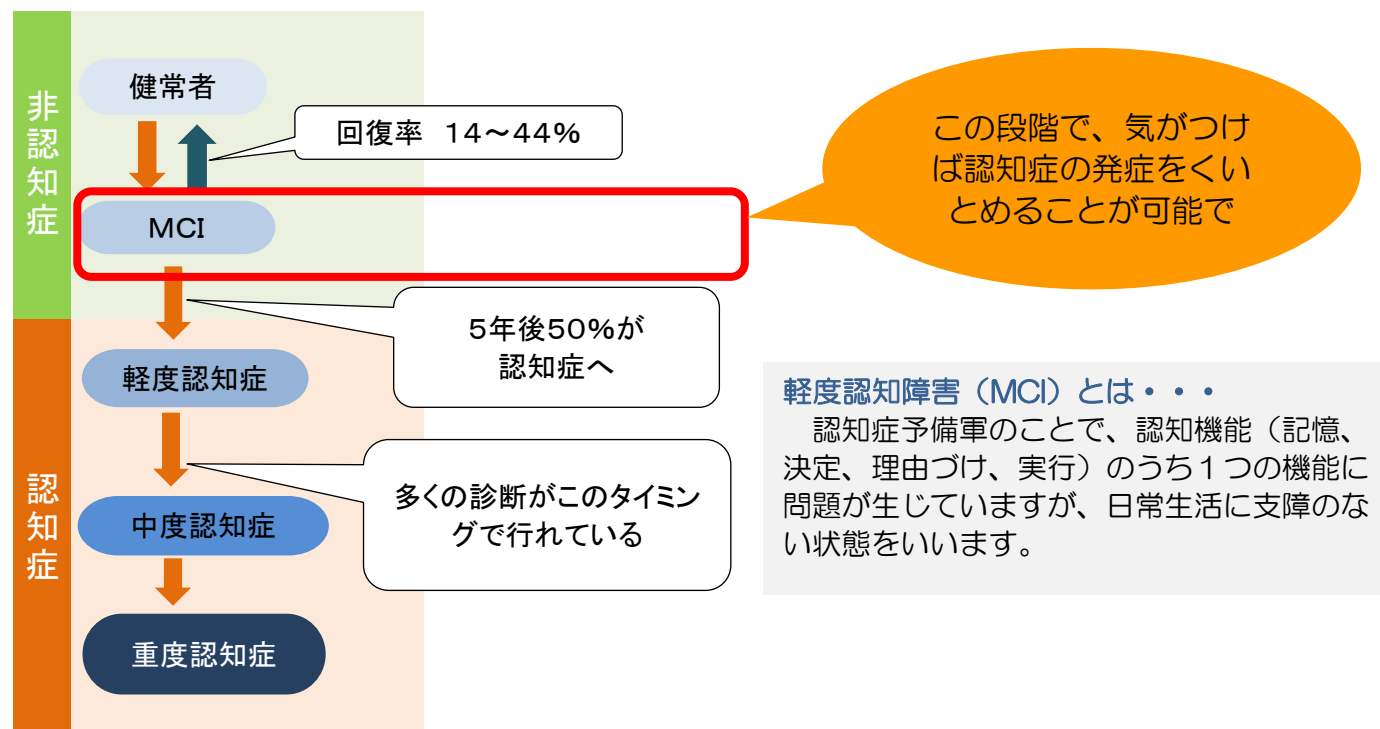 非認知症
健常者
回復率 14～44%
MCI
この段階で、気がつけ
ば認知症の発症をくい
とめることが可能で
5年後50%が
認知症へ
認知症
軽度認知症
多くの診断がこのタイミン
グで行れている
中度認知症
重度認知症
軽度認知障害（MCI）とは・・・
　認知症予備軍のことで、認知機能（記憶、
決定、理由づけ、実行）のうち１つの機能に
問題が生じていますが、日常生活に支障のな
い状態をいいます。